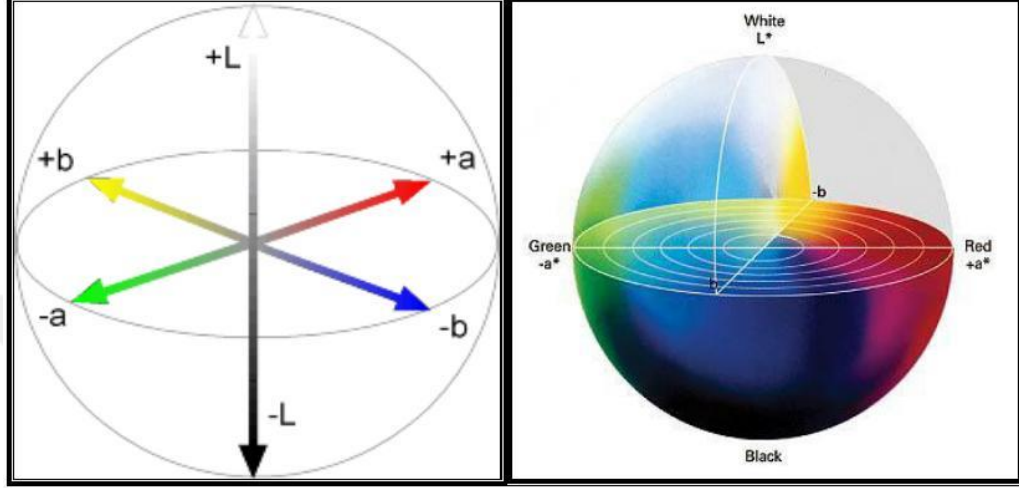 +L
+b
+a
-a
-b
-L
White
L*
-b
Green
-a*
Red
+a*
b
Black